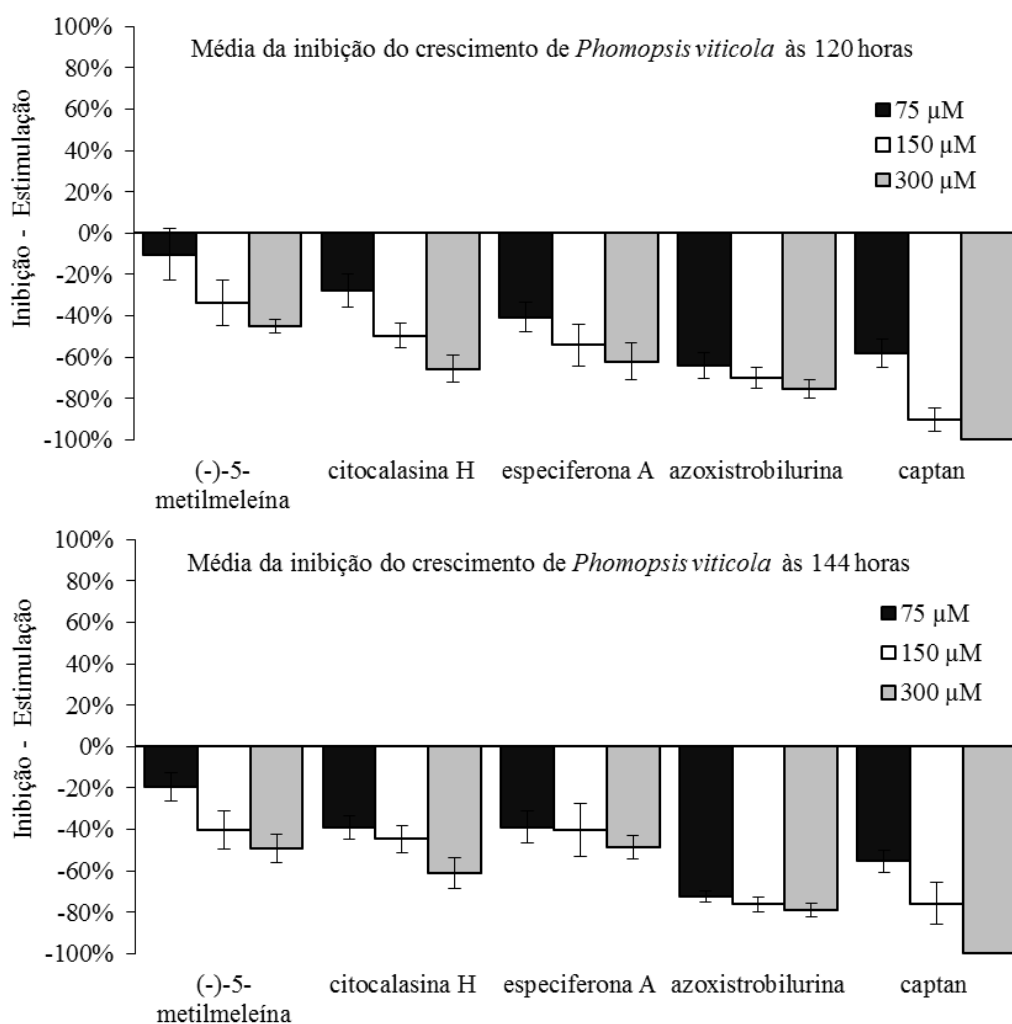 Média da inibição do crescimento de Phomopsis viticola às 120 horas
100%
80%
60%
40%
20%
0%
-20%
-40%
-60%
-80%
-100%
Inibição - Estimulação
75 µM
150 µM
300 µM
(-)-5-
metilmeleína
citocalasina H
especiferona A
azoxistrobilurina
captan
Média da inibição do crescimento de Phomopsis viticola às 144 horas
100%
80%
60%
40%
20%
0%
-20%
-40%
-60%
-80%
-100%
Inibição - Estimulação
75 µM
150 µM
300 µM
(-)-5-
metilmeleína
citocalasina H
especiferona A
azoxistrobilurina
captan